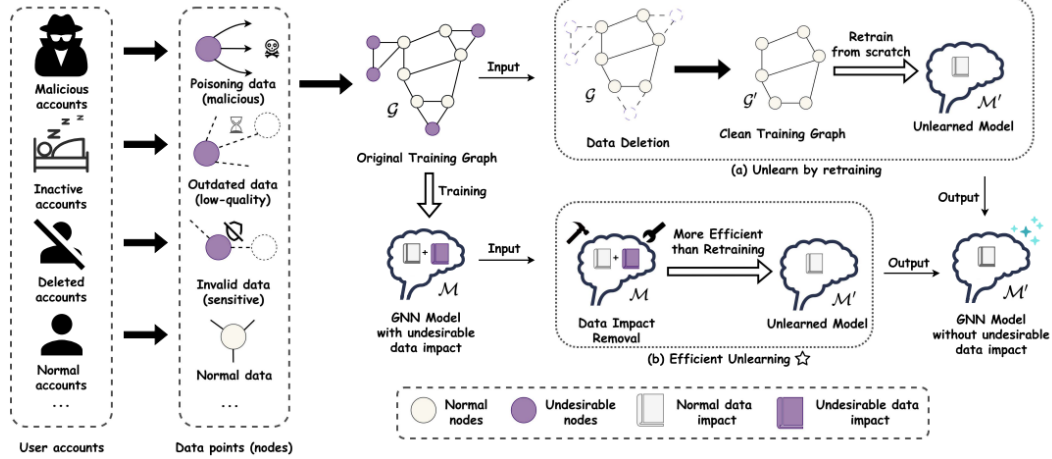 Malicious
accounts
N
N
z
z
Inactive
accounts
Deleted
accounts
Normal
accounts
...
User accounts
Poisoning data
(malicious)
Outdated data
(low-quality)
Invalid data
(sensitive)
Normal data
...
Data points (nodes)
G
Original Training Graph
Training
+
M
GNN Model
with undesirable
data impact
Input
G
Data Deletion
G'
Clean Training Graph
Retrain
from scratch
M'
Unlearned Model
(a) Unlearn by retraining
Input
+
M
Data Impact
Removal
More Efficient
than Retraining
M'
Unlearned Model
(b) Efficient Unlearning
Output
Output
M'
GNN Model
without undesirable
data impact
Normal
nodes
Undesirable
nodes
Normal data
impact
Undesirable data
impact